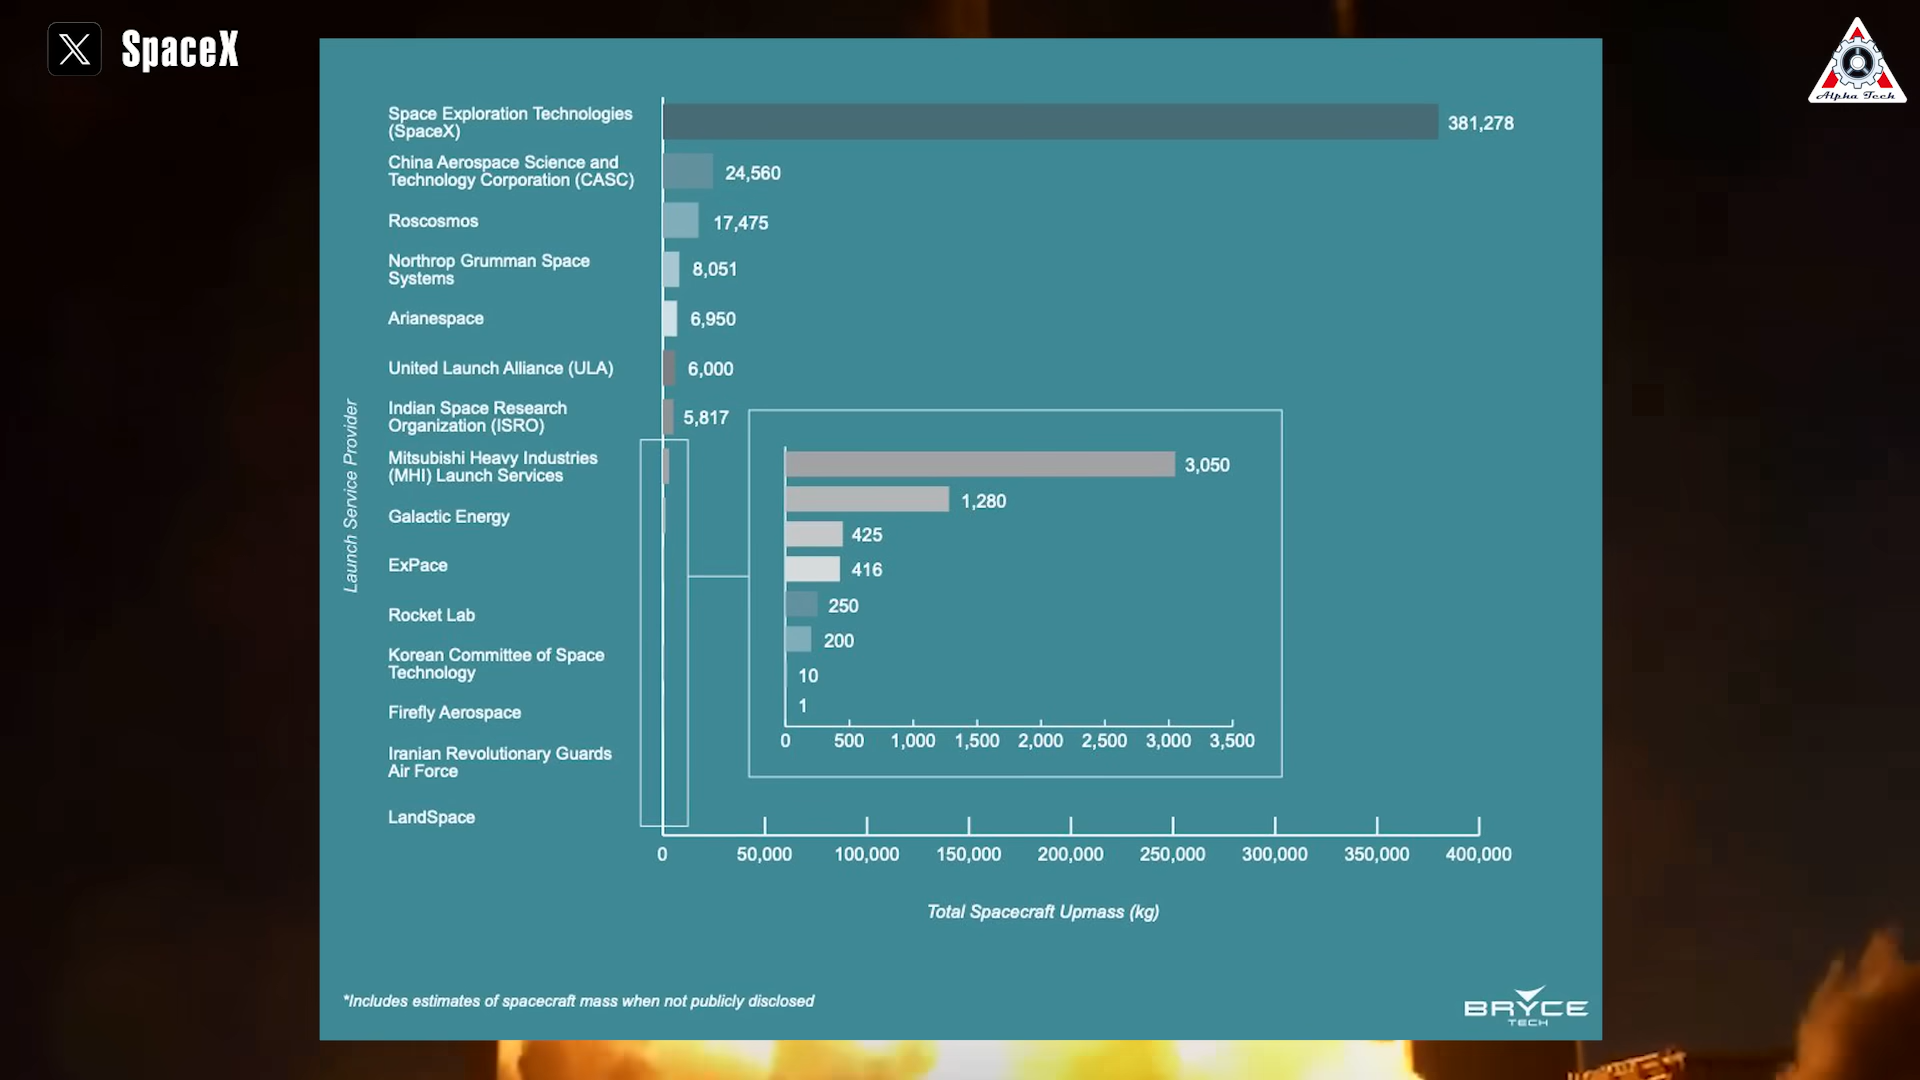 X SpaceX
Alpha Tech
Space Exploration Technologies
(SpaceX)
381,278
China Aerospace Science and
Technology Corporation (CASC)
24,560
Roscosmos
17,475
Northrop Grumman Space
Systems
8,051
Arianespace
6,950
United Launch Alliance (ULA)
6,000
Indian Space Research
Organization (ISRO)
5,817
Launch Service Provider
Mitsubishi Heavy Industries
(MHI) Launch Services
Galactic Energy
ExPace
Rocket Lab
Korean Committee of Space
Technology
Firefly Aerospace
Iranian Revolutionary Guards
Air Force
LandSpace
3,050
1,280
425
416
250
200
10
1
0 500 1,000 1,500 2,000 2,500 3,000 3,500
0 50,000 100,000 150,000 200,000 250,000 300,000 350,000 400,000
Total Spacecraft Upmass (kg)
*Includes estimates of spacecraft mass when not publicly disclosed
BRYCE
TECH